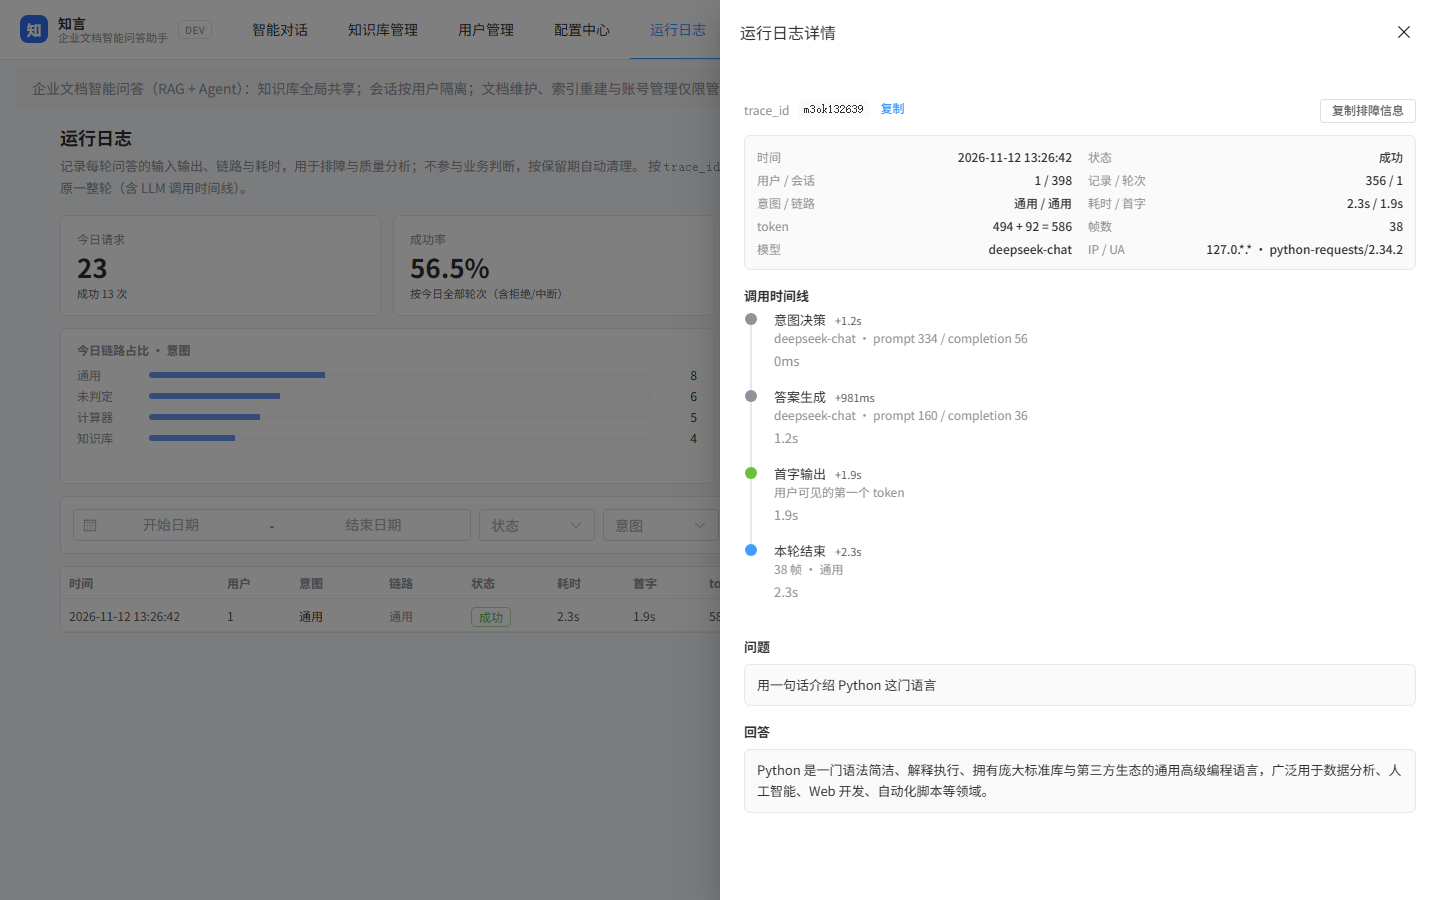 知
知言
企业文档智能问答助手
DEV
智能对话
知识库管理
用户管理
配置中心
运行日志
企业文档智能问答（RAG + Agent）：知识库全局共享；会话按用户隔离；文档维护、索引重建与账号管理仅限管
运行日志
记录每轮问答的输入输出、链路与耗时，用于排障与质量分析；不参与业务判断，按保留期自动清理。 按 trace_id
原一整轮（含 LLM 调用时间线）。
今日请求
23
成功 13 次
成功率
56.5%
按今日全部轮次（含拒绝/中断）
今日链路占比 · 意图
通用 8
未判定 6
计算器 5
知识库 4
开始日期 - 结束日期
状态
意图
时间 用户 意图 链路 状态 耗时 首字 to
2026-11-12 13:26:42 1 通用 通用 成功 2.3s 1.9s 58
运行日志详情
trace_id m3ok132639 复制
复制排障信息
时间 2026-11-12 13:26:42 状态 成功
用户 / 会话 1 / 398 记录 / 轮次 356 / 1
意图 / 链路 通用 / 通用 耗时 / 首字 2.3s / 1.9s
token 494 + 92 = 586 帧数 38
模型 deepseek-chat IP / UA 127.0.*.* · python-requests/2.34.2
调用时间线
意图决策 +1.2s
deepseek-chat · prompt 334 / completion 56
0ms
答案生成 +981ms
deepseek-chat · prompt 160 / completion 36
1.2s
首字输出 +1.9s
用户可见的第一个 token
1.9s
本轮结束 +2.3s
38 帧 · 通用
2.3s
问题
用一句话介绍 Python 这门语言
回答
Python 是一门语法简洁、解释执行、拥有庞大标准库与第三方生态的通用高级编程语言，广泛用于数据分析、人
工智能、Web 开发、自动化脚本等领域。